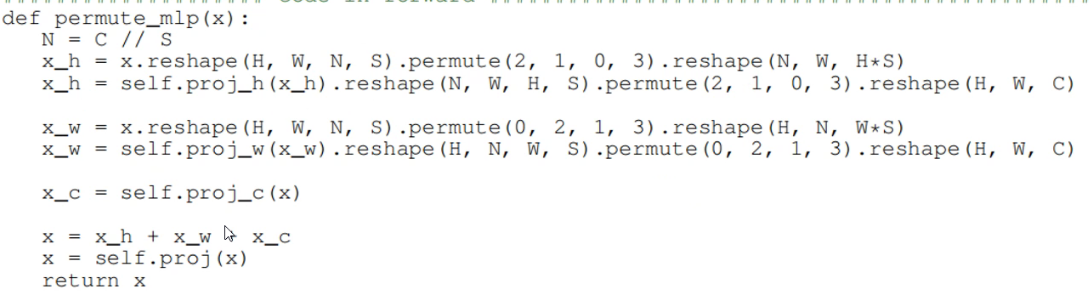 def permute_mlp(x):
    N = C // S
    x_h = x.reshape(H, W, N, S).permute(2, 1, 0, 3).reshape(N, W, H*S)
    x_h = self.proj_h(x_h).reshape(N, W, H, S).permute(2, 1, 0, 3).reshape(H, W, C)
    x_w = x.reshape(H, W, N, S).permute(0, 2, 1, 3).reshape(H, N, W*S)
    x_w = self.proj_w(x_w).reshape(H, N, W, S).permute(0, 2, 1, 3).reshape(H, W, C)
    x_c = self.proj_c(x)
    x = x_h + x_w x_c
    x = self.proj(x)
    return x